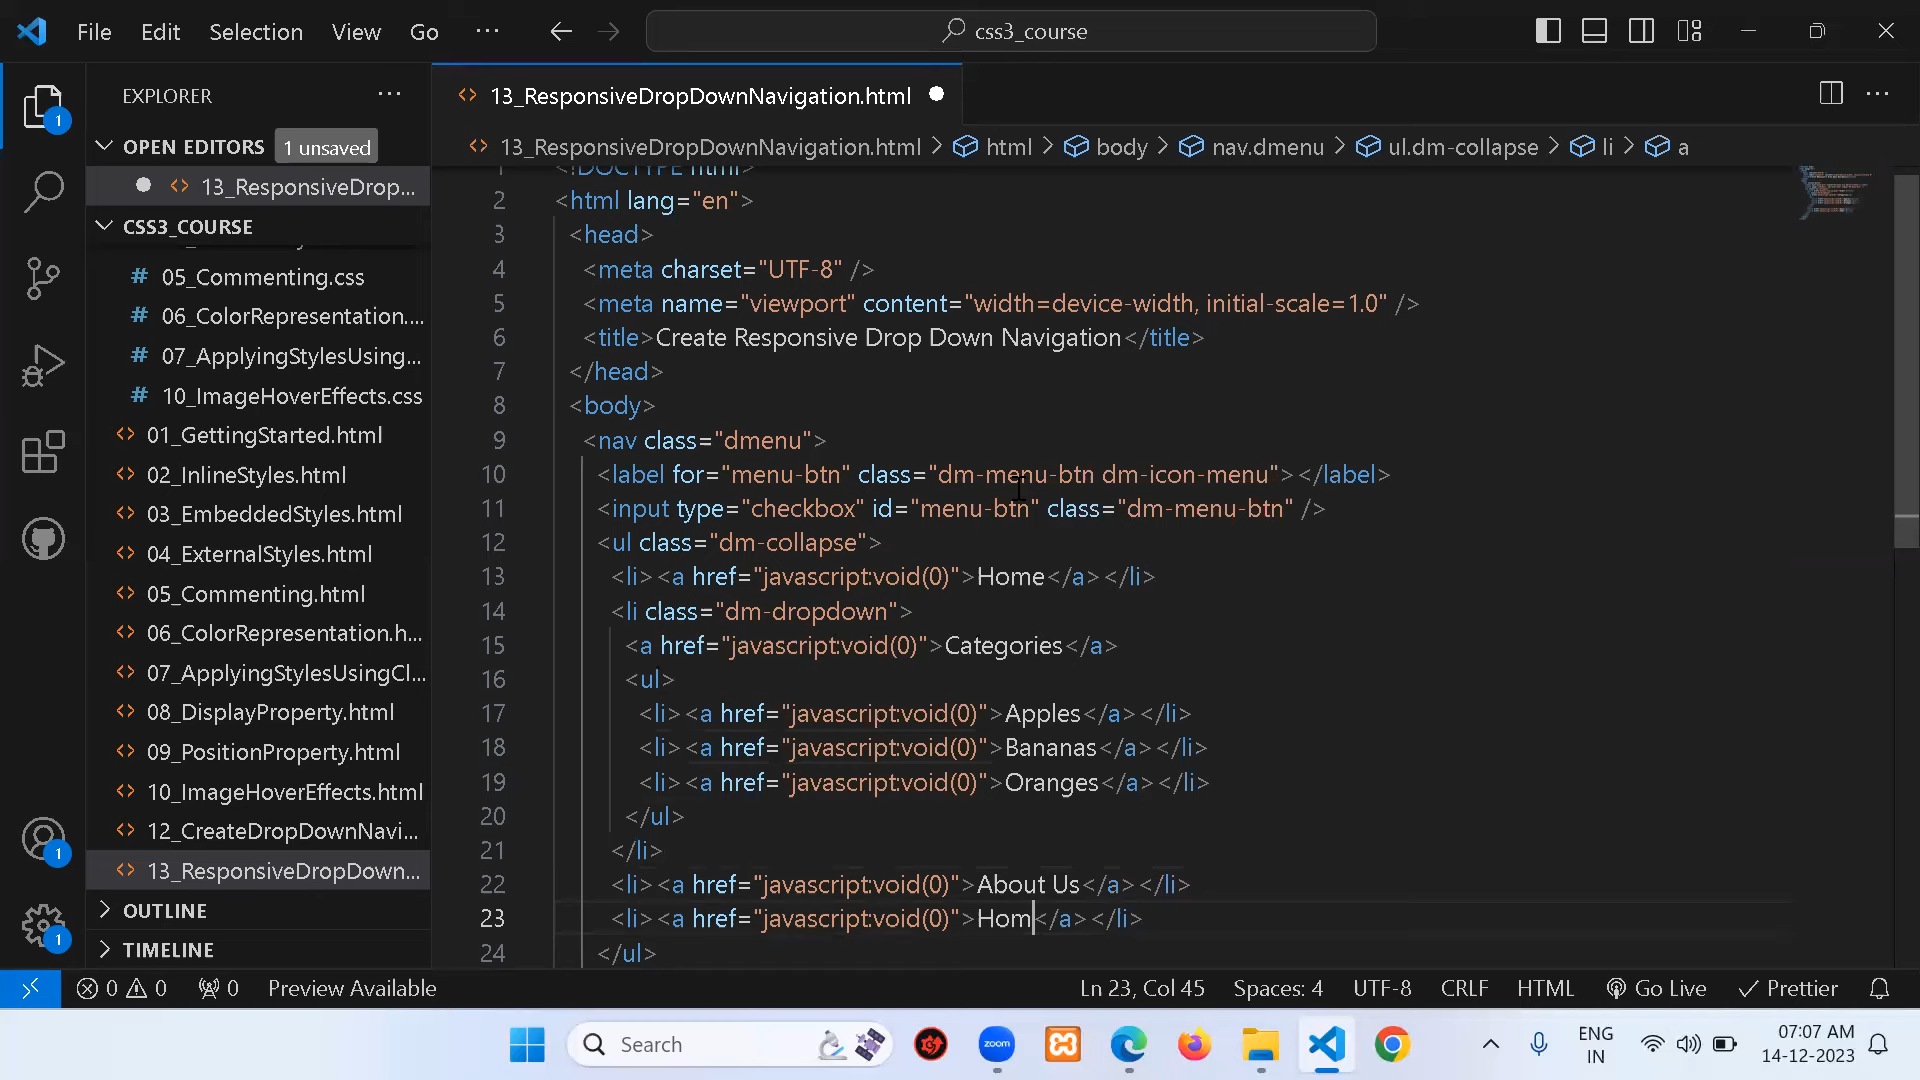 File Edit Selection View Go ··· css3_course
EXPLORER ···
OPEN EDITORS 1 unsaved
13_ResponsiveDrop...
CSS3_COURSE
# 05_Commenting.css
# 06_ColorRepresentation....
# 07_ApplyingStylesUsing...
# 10_ImageHoverEffects.css
01_GettingStarted.html
02_InlineStyles.html
03_EmbeddedStyles.html
04_ExternalStyles.html
05_Commenting.html
06_ColorRepresentation.h...
07_ApplyingStylesUsingCl...
08_DisplayProperty.html
09_PositionProperty.html
10_ImageHoverEffects.html
12_CreateDropDownNavi...
13_ResponsiveDropDown...
OUTLINE
TIMELINE
1
1
1
13_ResponsiveDropDownNavigation.html
13_ResponsiveDropDownNavigation.html > html > body > nav.dmenu > ul.dm-collapse > li > a
1 <!DOCTYPE html>
2 <html lang="en">
3 <head>
4 <meta charset="UTF-8" />
5 <meta name="viewport" content="width=device-width, initial-scale=1.0" />
6 <title>Create Responsive Drop Down Navigation</title>
7 </head>
8 <body>
9 <nav class="dmenu">
10 <label for="menu-btn" class="dm-menu-btn dm-icon-menu"></label>
11 <input type="checkbox" id="menu-btn" class="dm-menu-btn" />
12 <ul class="dm-collapse">
13 <li><a href="javascript:void(0)">Home</a></li>
14 <li class="dm-dropdown">
15 <a href="javascript:void(0)">Categories</a>
16 <ul>
17 <li><a href="javascript:void(0)">Apples</a></li>
18 <li><a href="javascript:void(0)">Bananas</a></li>
19 <li><a href="javascript:void(0)">Oranges</a></li>
20 </ul>
21 </li>
22 <li><a href="javascript:void(0)">About Us</a></li>
23 <li><a href="javascript:void(0)">Hom</a></li>
24 </ul>
0 0 0 Preview Available Ln 23, Col 45 Spaces: 4 UTF-8 CRLF HTML Go Live Prettier
Search zoom ENG IN 07:07 AM 14-12-2023